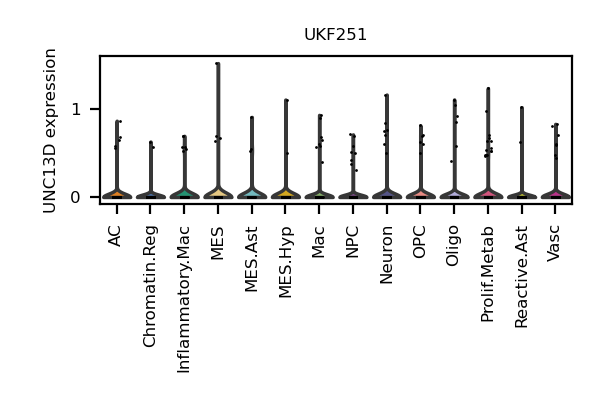 UKF251
UNC13D expression
1
0
AC
Chromatin.Reg
Inflammatory.Mac
MES
MES.Ast
MES.Hyp
Mac
NPC
Neuron
OPC
Oligo
Prolif.Metab
Reactive.Ast
Vasc